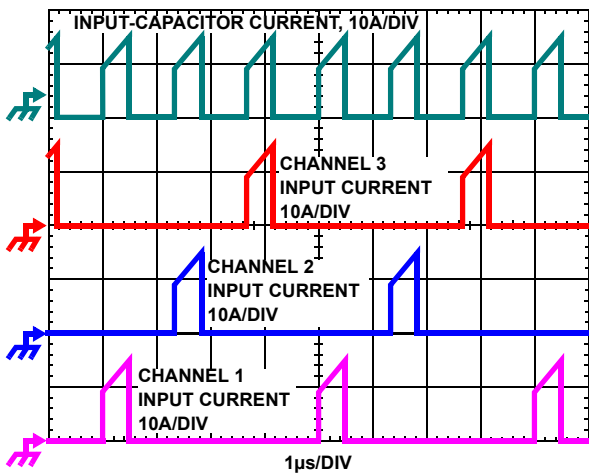 INPUT-CAPACITOR CURRENT, 10A/DIV
CHANNEL 3
INPUT CURRENT
10A/DIV
CHANNEL 2
INPUT CURRENT
10A/DIV
CHANNEL 1
INPUT CURRENT
10A/DIV
1µs/DIV